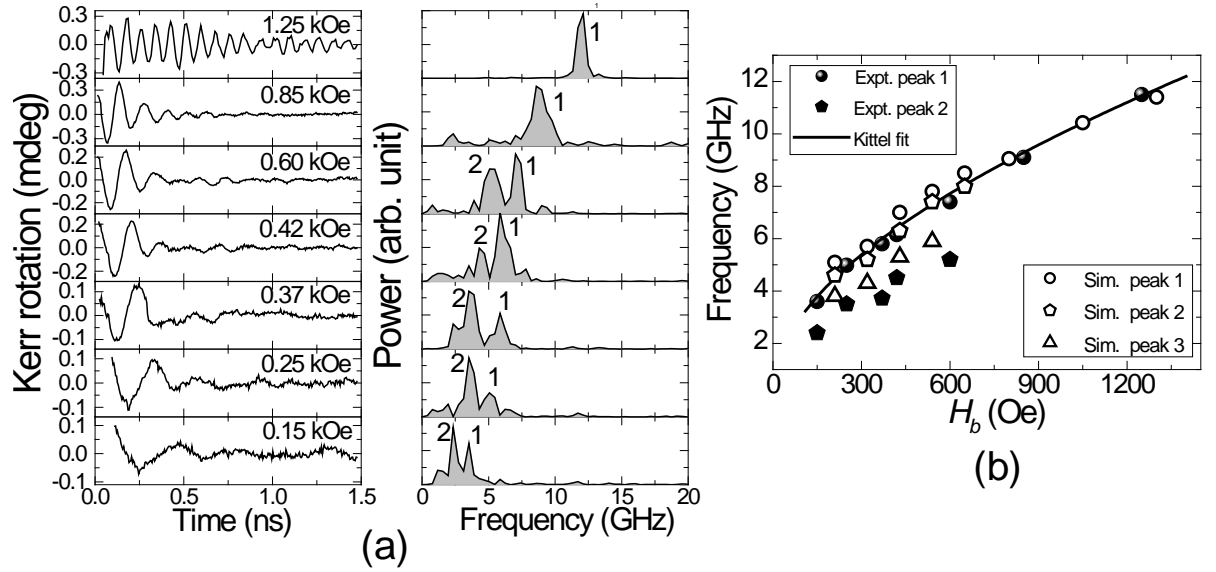 Kerr rotation (mdeg)
0.3
0.0
-0.3
1.25 kOe
0.3
0.0
-0.3
0.85 kOe
0.2
0.0
-0.2
0.60 kOe
0.2
0.0
-0.2
0.42 kOe
0.1
0.0
-0.1
0.37 kOe
0.1
0.0
-0.1
0.25 kOe
0.1
0.0
-0.1
0.15 kOe
0.0 0.5 1.0 1.5
Time (ns)
Power (arb. unit)
1
1
1
2 1
2 1
2 1
2 1
2 1
0 5 10 15 20
Frequency (GHz)
(a)
Frequency (GHz)
12
10
8
6
4
2
Expt. peak 1
Expt. peak 2
Kittel fit
Sim. peak 1
Sim. peak 2
Sim. peak 3
0 300 600 900 1200
H_b (Oe)
(b)